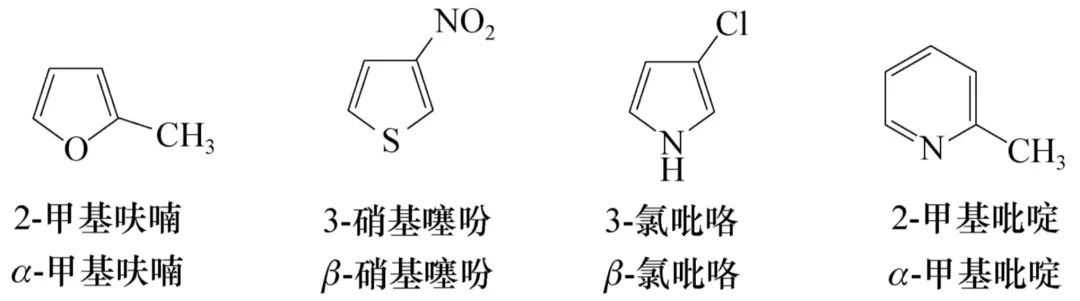 NO₂
Cl
O
CH₃
S
N
H
N
CH₃
2-甲基呋喃
3-硝基噻吩
3-氯吡咯
2-甲基吡啶
α-甲基呋喃
β-硝基噻吩
β-氯吡咯
α-甲基吡啶